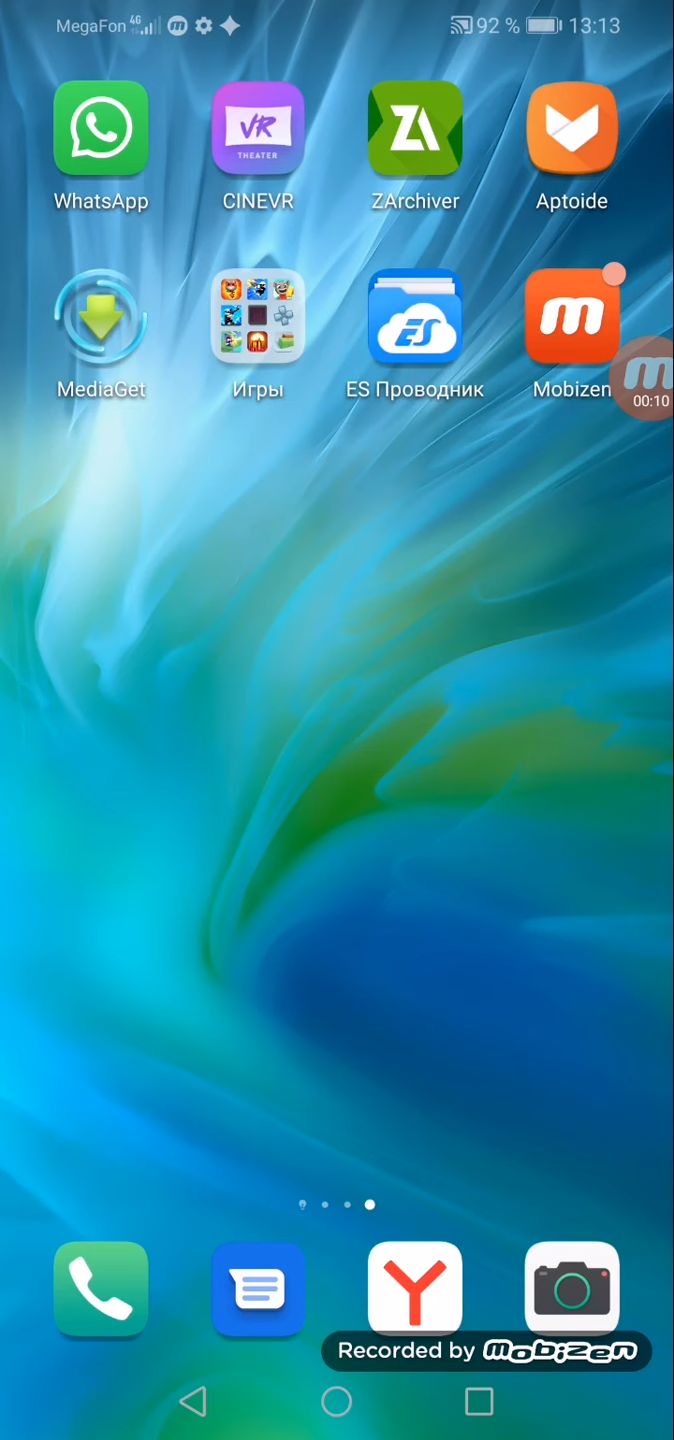 MegaFon 4G 92 % 13:13
VR
THEATER
ZA
WhatsApp CINEVR ZArchiver Aptoide
ES
m
MediaGet Игры ES Проводник Mobizen
00:10
Recorded by mobizen